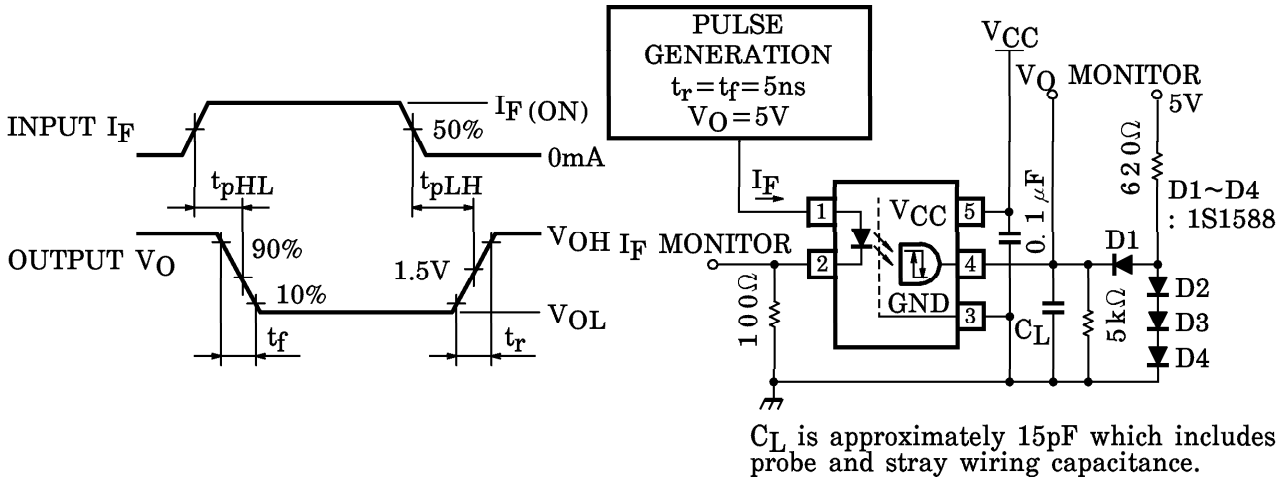 INPUT IF
IF (ON)
50%
0mA
tpHL
tpLH
OUTPUT VO
90%
10%
1.5V
VOH
VOL
tf
tr
PULSE
GENERATION
tr=tf=5ns
VO=5V
IF
IF MONITOR
100Ω
1
2
VCC
GND
5
4
3
VCC
VO MONITOR
5V
0.1μF
620Ω
D1~D4
: 1S1588
D1
D2
D3
D4
CL
5kΩ
CL is approximately 15pF which includes
probe and stray wiring capacitance.